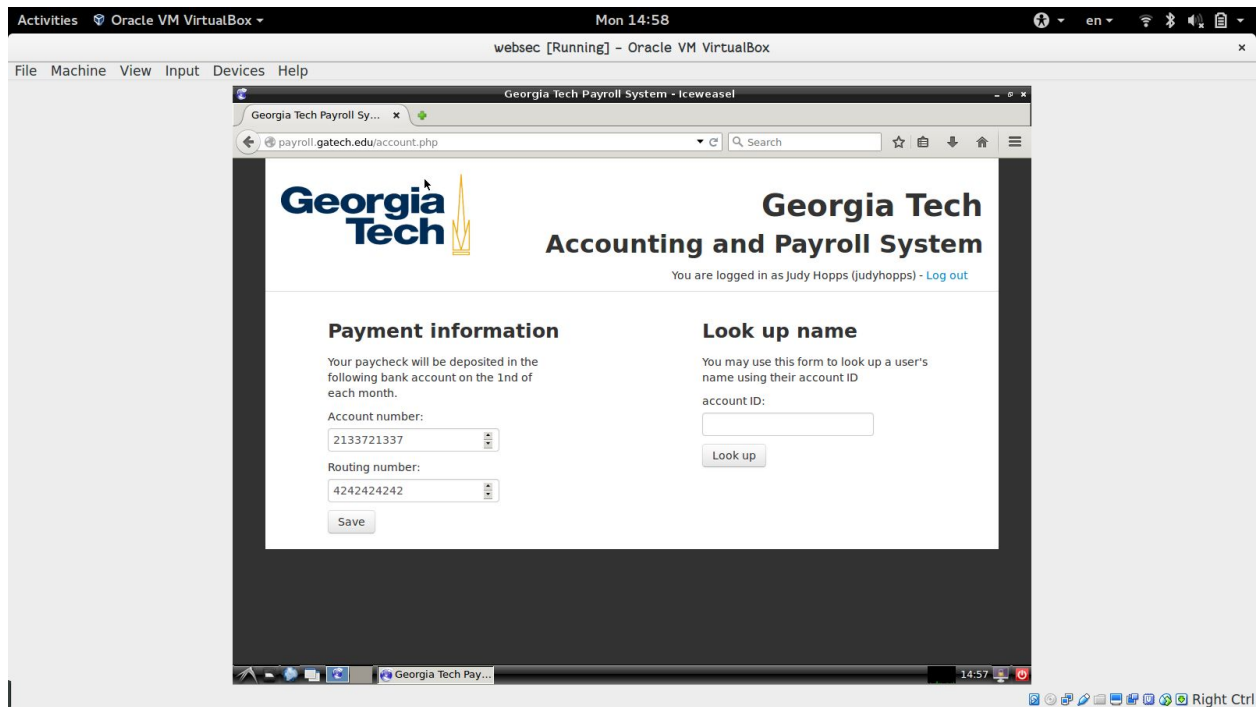 Activities Oracle VM VirtualBox Mon 14:58 en
websec [Running] - Oracle VM VirtualBox
File Machine View Input Devices Help
Georgia Tech Payroll System - Iceweasel
Georgia Tech Payroll Sy...
payroll.gatech.edu/account.php Search
Georgia Tech
Georgia Tech
Accounting and Payroll System
You are logged in as Judy Hopps (judyhopps) - Log out
Payment information
Your paycheck will be deposited in the
following bank account on the 1nd of
each month.
Account number:
2133721337
Routing number:
4242424242
Save
Look up name
You may use this form to look up a user's
name using their account ID
account ID:
Look up
Georgia Tech Pay... 14:57
Right Ctrl